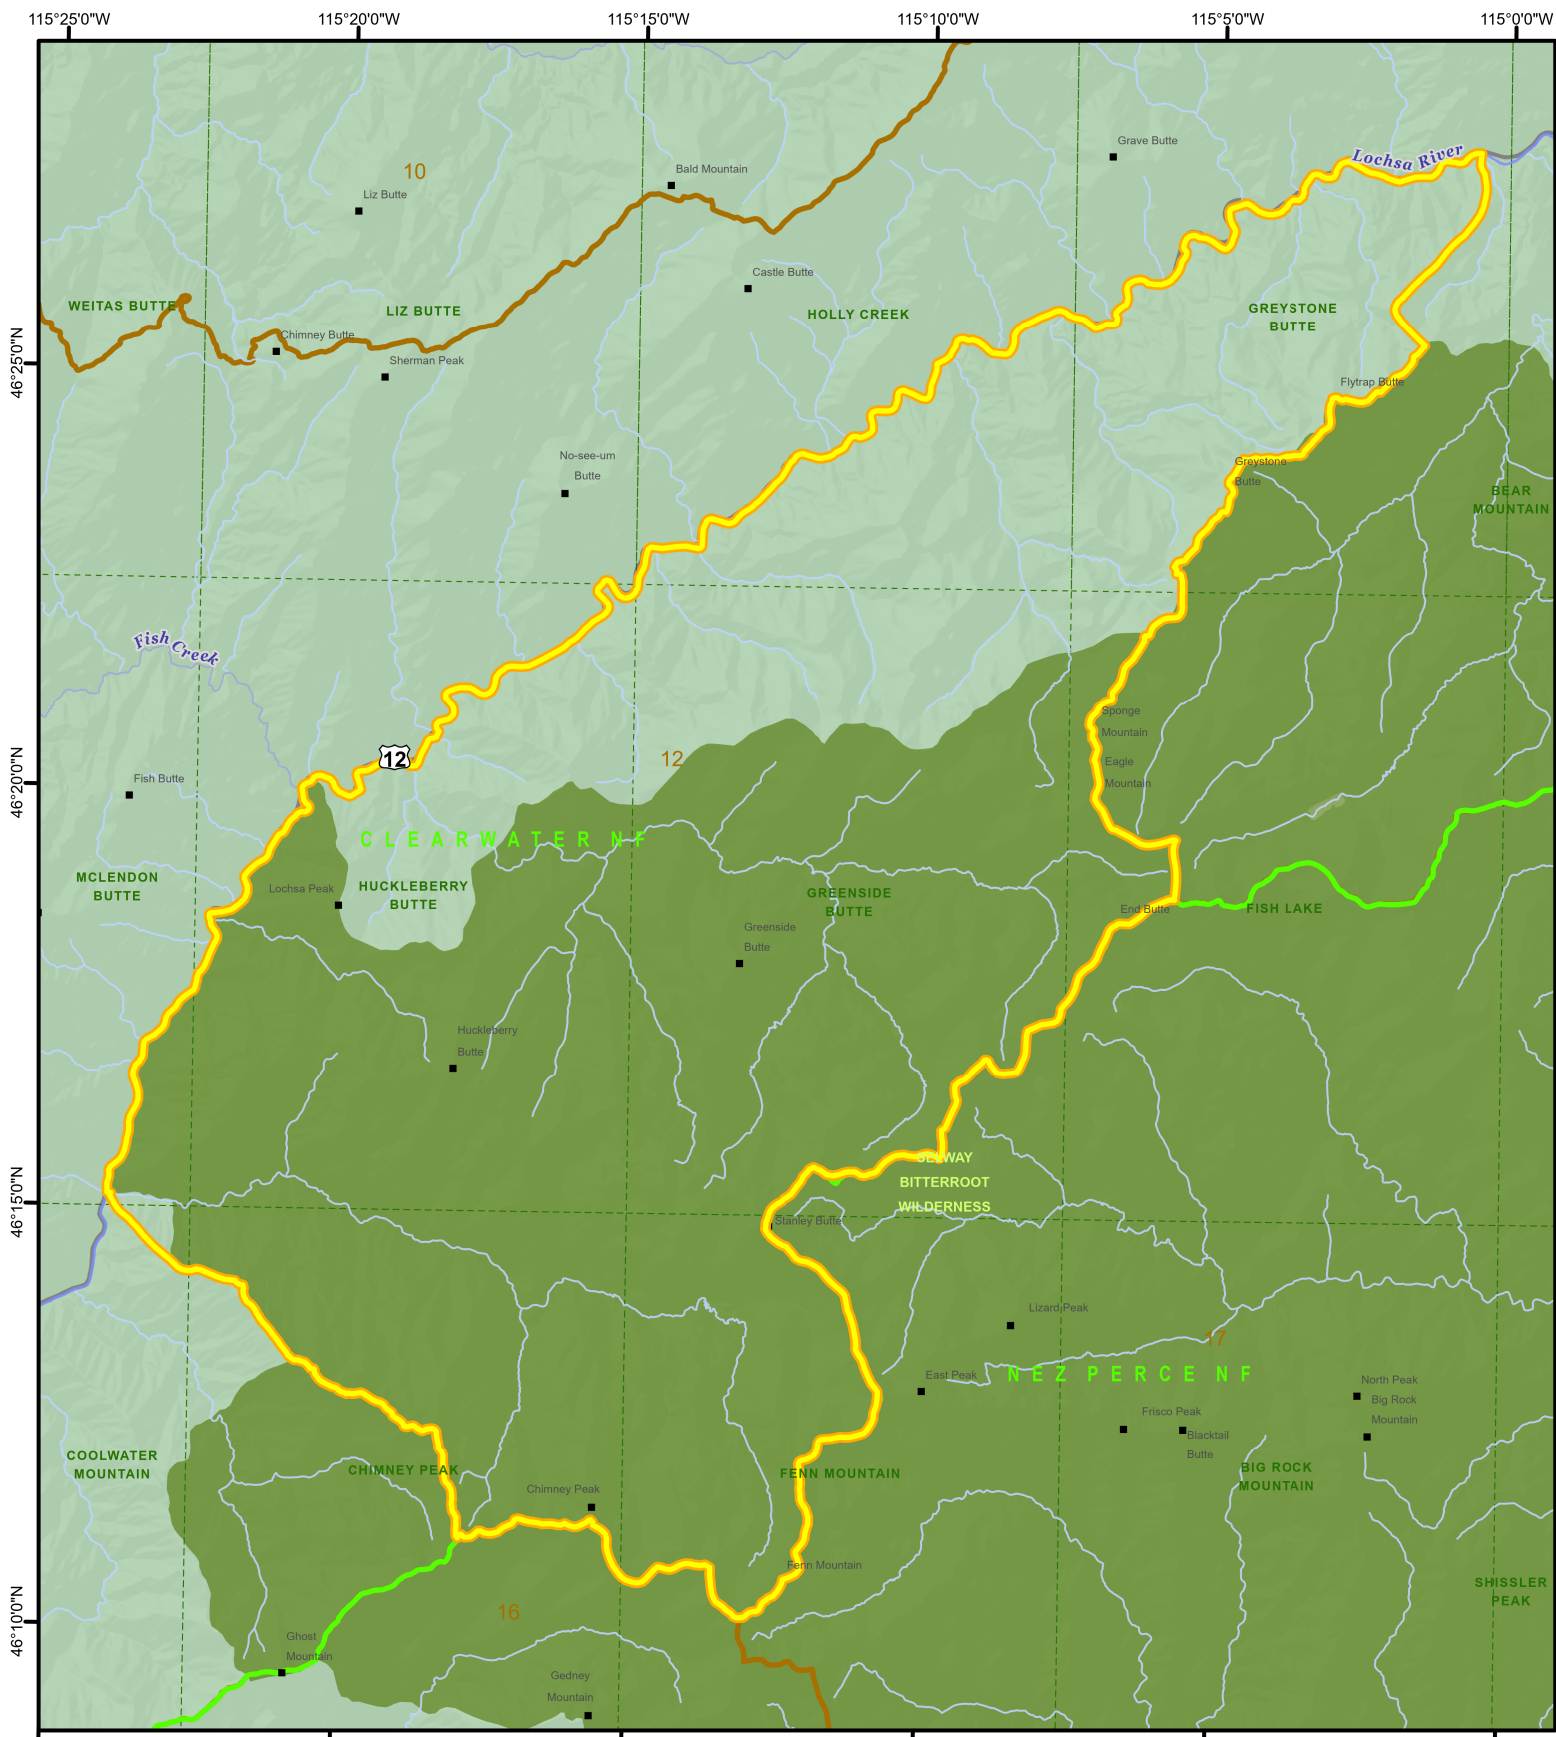 115°25'0"W
115°20'0"W
115°15'0"W
115°10'0"W
115°5'0"W
115°0'0"W
Grave Butte
Lochsa River
10
Bald Mountain
Liz Butte
Castle Butte
WEITAS BUTTE
LIZ BUTTE
HOLLY CREEK
GREYSTONE
BUTTE
Chimney Butte
Sherman Peak
46°25'0"N
Flytrap Butte
No-see-um
Butte
Greystone
Butte
BEAR
MOUNTAIN
Fish Creek
Sponge
Mountain
12
12
Eagle
Mountain
46°20'0"N
Fish Butte
CLEARWATER NF
MCLENDON
BUTTE
Lochsa Peak
HUCKLEBERRY
BUTTE
GREENSIDE
BUTTE
End Butte
FISH LAKE
Greenside
Butte
Huckleberry
Butte
SELWAY
BITTERROOT
WILDERNESS
46°15'0"N
Stanley Butte
Lizard Peak
17
NEZ PERCE NF
East Peak
North Peak
Big Rock
Mountain
Frisco Peak
Blacktail
Butte
COOLWATER
MOUNTAIN
CHIMNEY PEAK
FENN MOUNTAIN
BIG ROCK
MOUNTAIN
Chimney Peak
Fenn Mountain
SHISSLER
PEAK
16
46°10'0"N
Ghost
Mountain
Gedney
Mountain